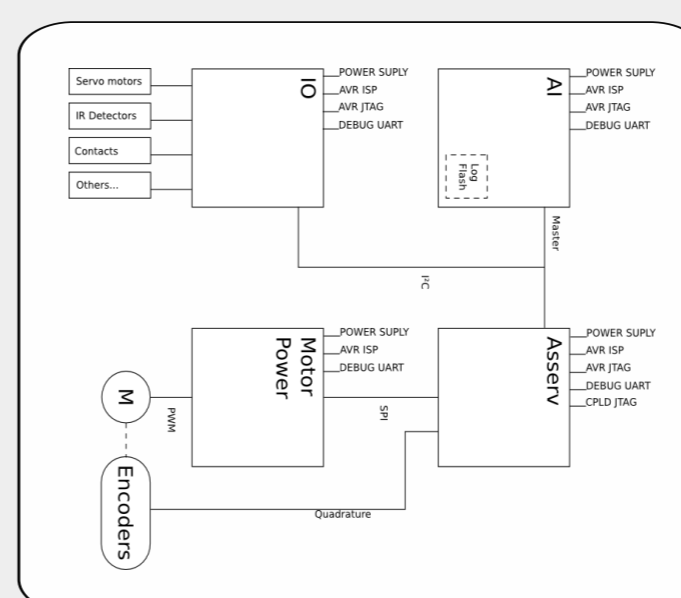 Servo motors
IR Detectors
Contacts
Others...
IO
POWER SUPLY
AVR ISP
AVR JTAG
DEBUG UART
AI
Log
Flash
POWER SUPLY
AVR ISP
AVR JTAG
DEBUG UART
Master
I²C
Motor
Power
POWER SUPLY
AVR ISP
DEBUG UART
Asserv
POWER SUPLY
AVR ISP
AVR JTAG
DEBUG UART
CPLD JTAG
M
PWM
SPI
Encoders
Quadrature